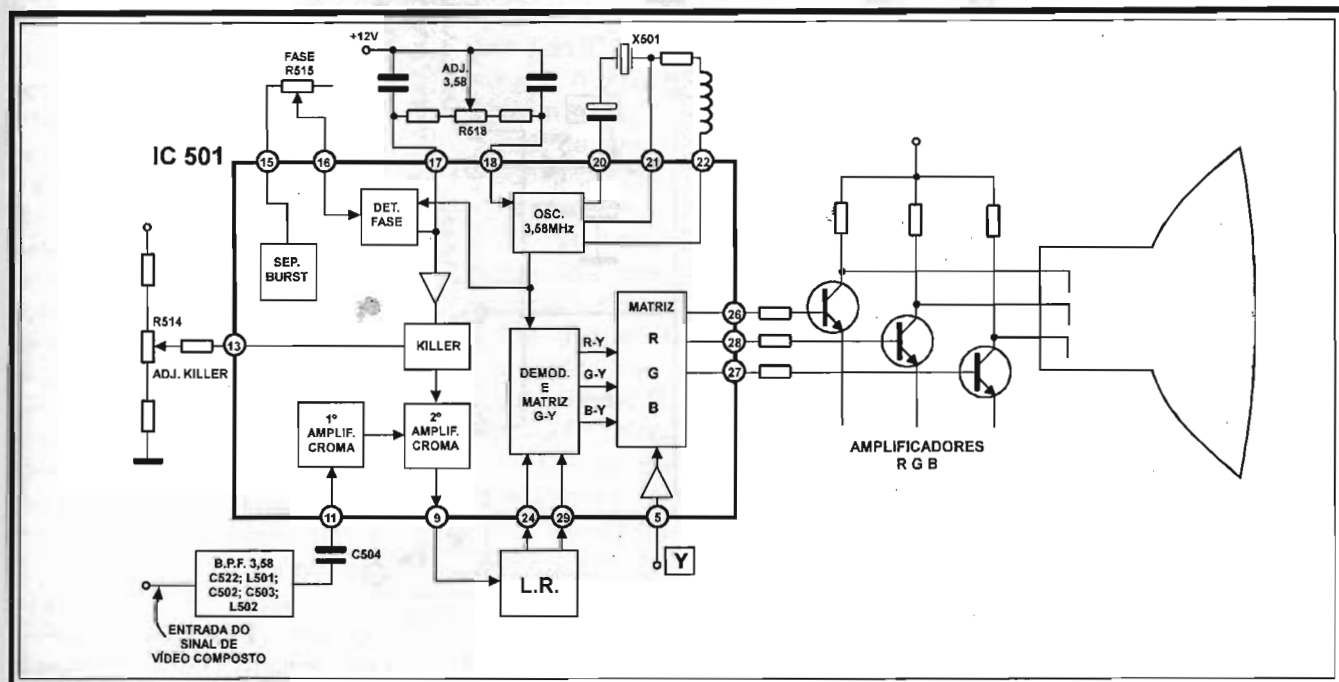 +12V
X501
FASE
R515
ADJ.
3,58
R518
IC 501
15
16
17
18
20
21
22
DET.
FASE
OSC.
3,58MHz
SEP.
BURST
R514
13
ADJ. KILLER
KILLER
MATRIZ
R
G
B
26
28
27
R-Y
G-Y
B-Y
DEMOD.
E
MATRIZ
G-Y
1º
AMPLIF.
CROMA
2º
AMPLIF.
CROMA
AMPLIFICADORES
R G B
11
9
24
29
5
C504
Y
B.P.F. 3,58
C522; L501;
C502; C503;
L502
L.R.
ENTRADA DO
SINAL DE
VÍDEO COMPOSTO